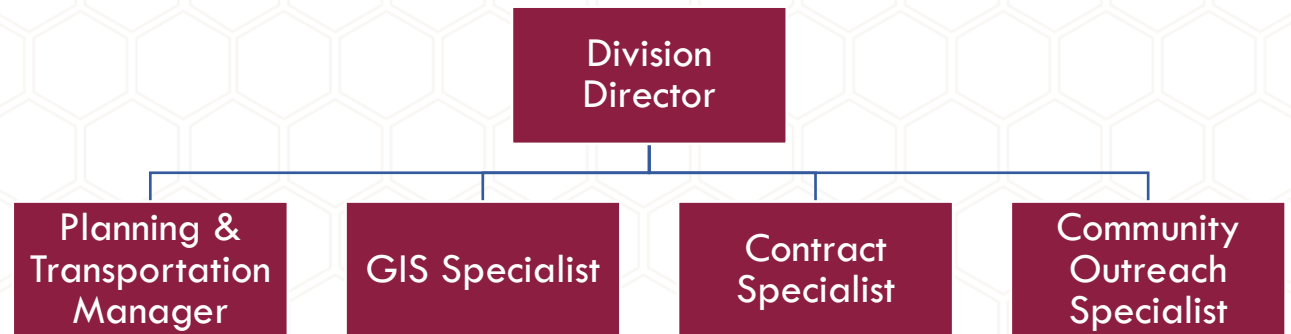 Division
Director
Planning &
Transportation
Manager
GIS Specialist
Contract
Specialist
Community
Outreach
Specialist